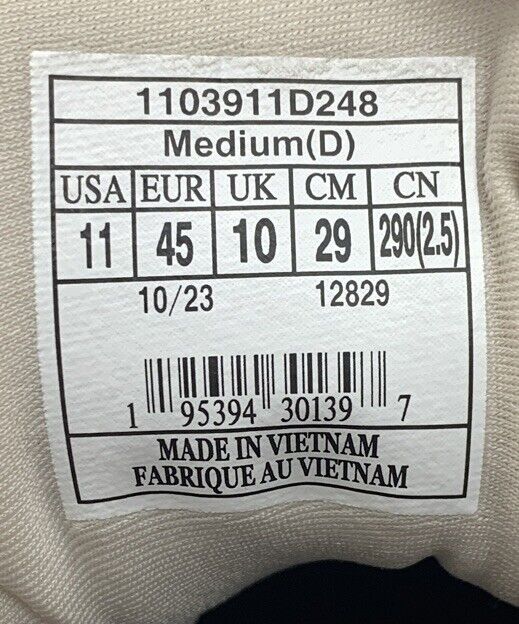 1103911D248
Medium(D)
USA EUR UK CM CN
11 45 10 29 290(2.5)
10/23 12829
1 95394 30139 7
MADE IN VIETNAM
FABRIQUE AU VIETNAM